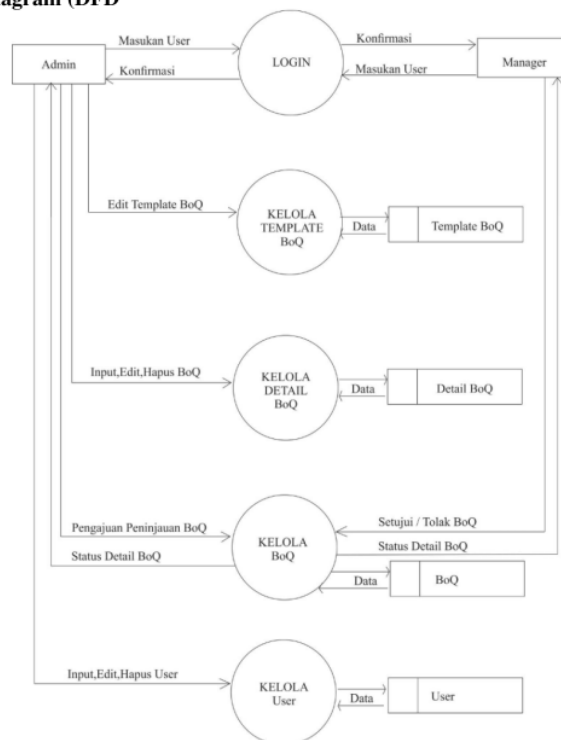 agram (DFD
Masukan User
Konfirmasi
Admin
LOGIN
Manager
Konfirmasi
Masukan User
Edit Template BoQ
KELOLA
TEMPLATE
BoQ
Data
Template BoQ
Input,Edit,Hapus BoQ
KELOLA
DETAIL
BoQ
Data
Detail BoQ
Pengajuan Peninjauan BoQ
Setujui / Tolak BoQ
KELOLA
BoQ
Status Detail BoQ
Status Detail BoQ
Data
BoQ
Input,Edit,Hapus User
KELOLA
User
Data
User